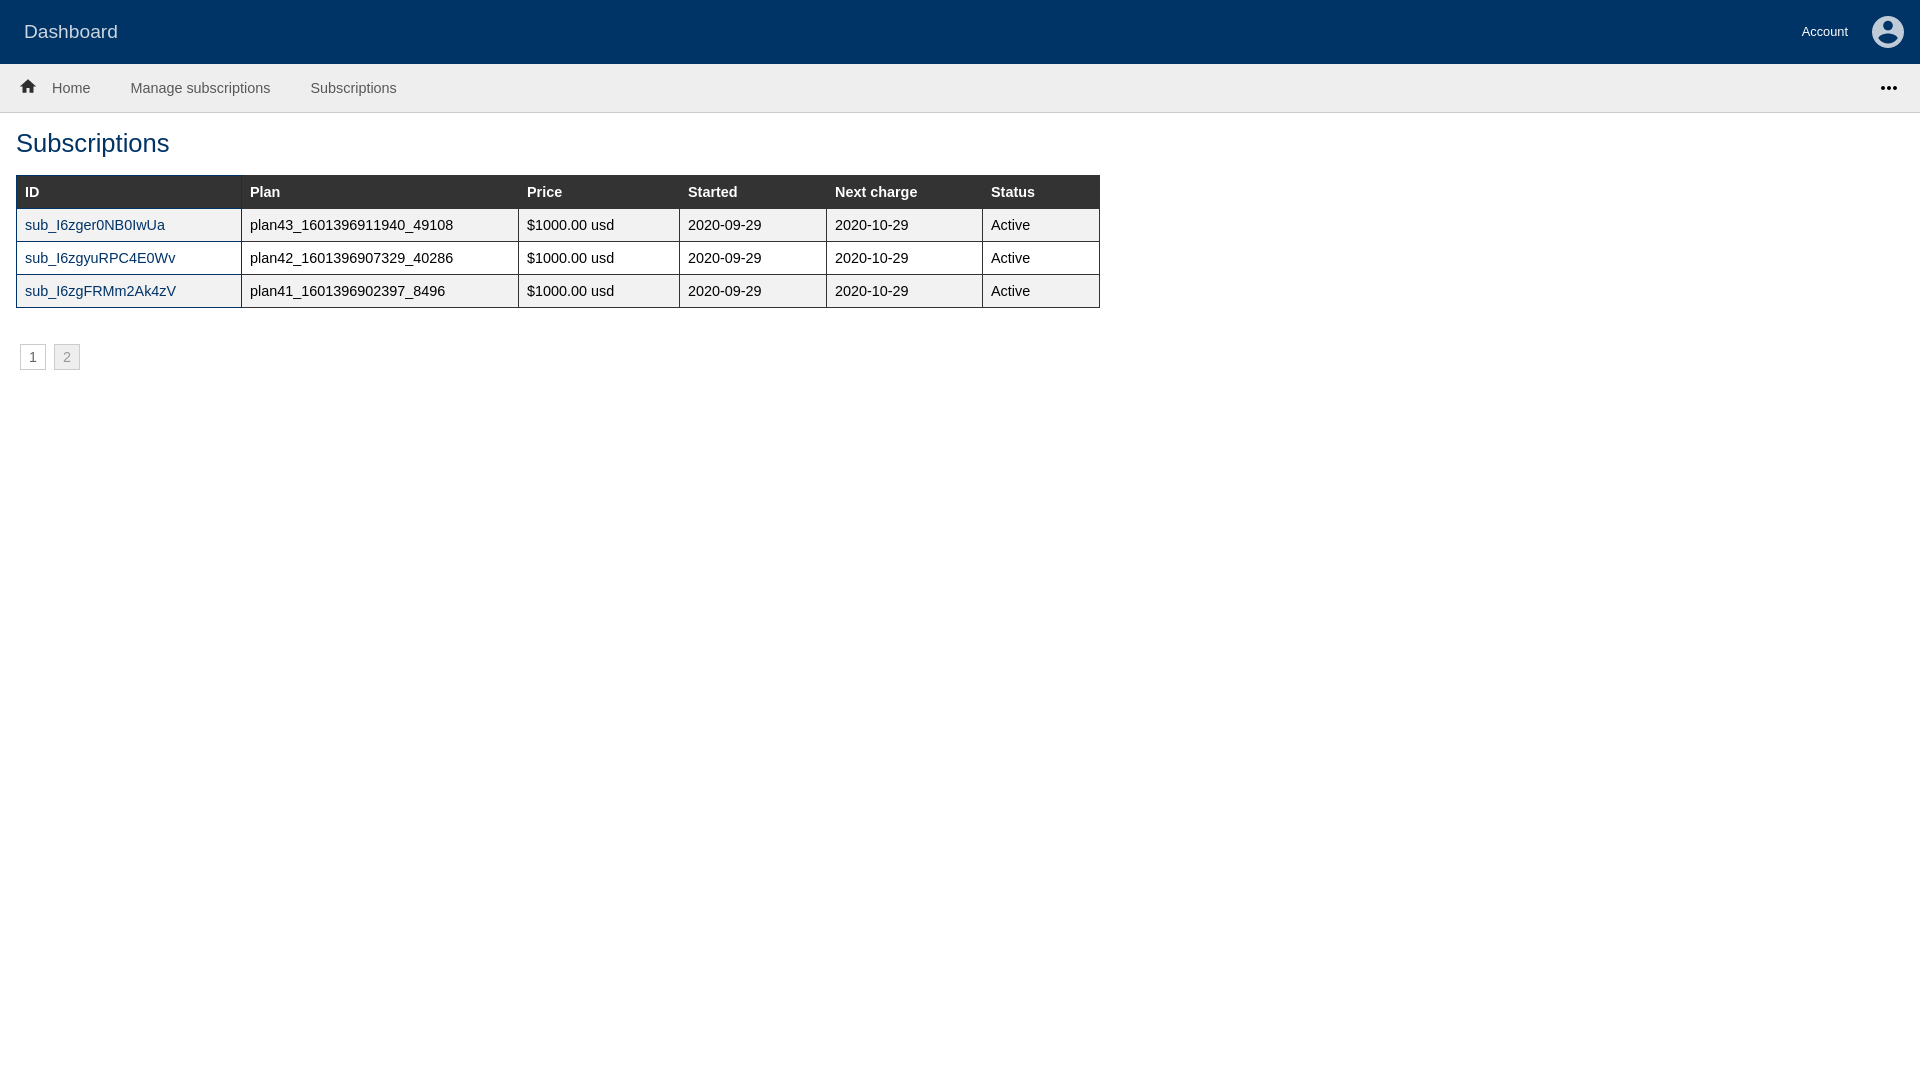 Dashboard
Account
Home Manage subscriptions Subscriptions
Subscriptions
ID Plan Price Started Next charge Status
sub_I6zger0NB0IwUa plan43_1601396911940_49108 $1000.00 usd 2020-09-29 2020-10-29 Active
sub_I6zgyuRPC4E0Wv plan42_1601396907329_40286 $1000.00 usd 2020-09-29 2020-10-29 Active
sub_I6zgFRMm2Ak4zV plan41_1601396902397_8496 $1000.00 usd 2020-09-29 2020-10-29 Active
1 2